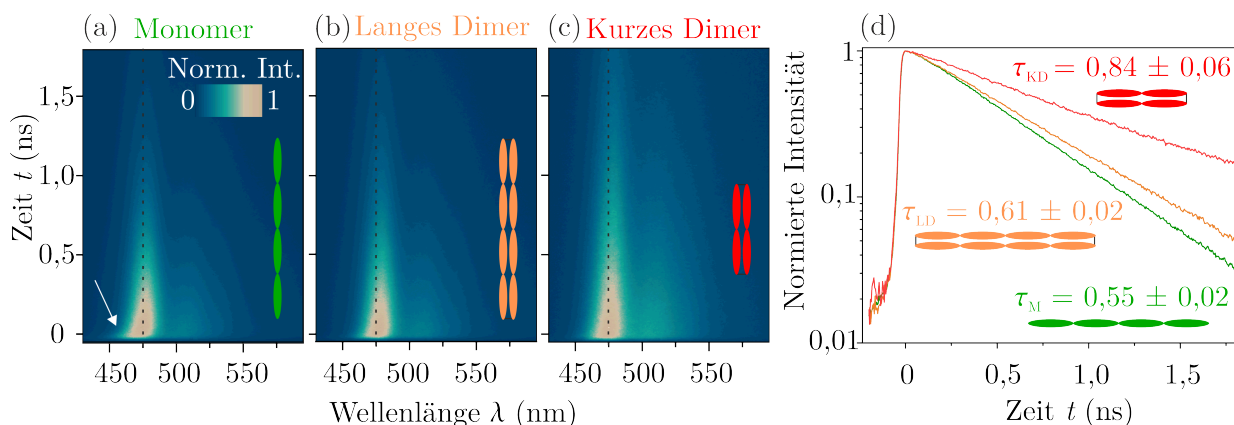 (a) Monomer
(b) Langes Dimer
(c) Kurzes Dimer
(d)
Norm. Int.
0 1
Zeit t (ns)
1,5
1,0
0,5
0
450 500 550
450 500 550
450 500 550
Wellenlänge λ (nm)
Normierte Intensität
1
0,1
0,01
τKD = 0,84 ± 0,06
τLD = 0,61 ± 0,02
τM = 0,55 ± 0,02
0 0,5 1,0 1,5
Zeit t (ns)